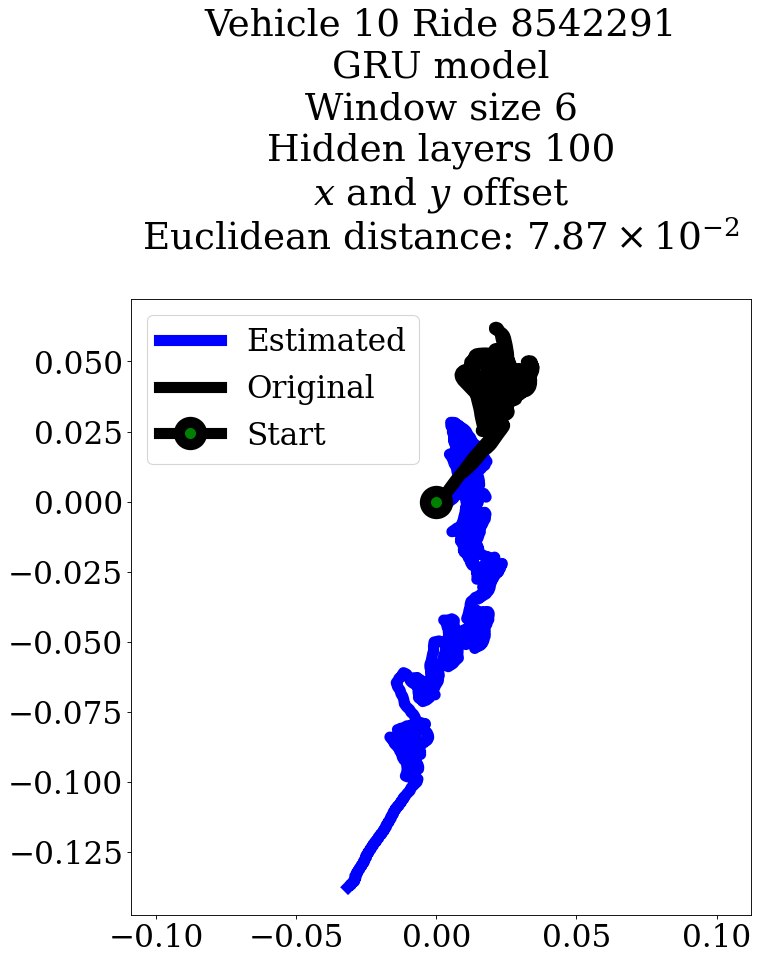 Vehicle 10 Ride 8542291
GRU model
Window size 6
Hidden layers 100
x and y offset
Euclidean distance: 7.87 × 10⁻²
Estimated
Original
Start
0.050
0.025
0.000
−0.025
−0.050
−0.075
−0.100
−0.125
−0.10 −0.05 0.00 0.05 0.10